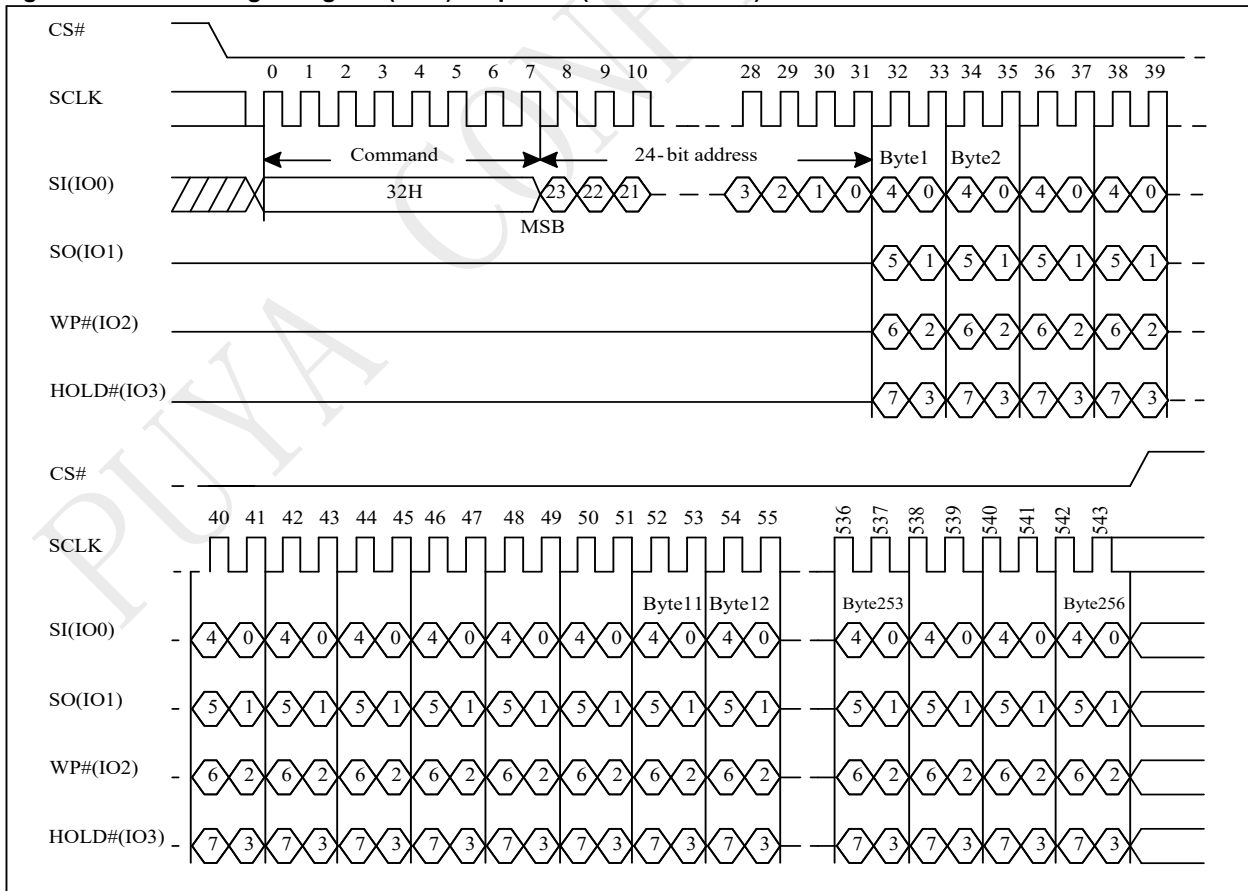 CS#
0 1 2 3 4 5 6 7 8 9 10 28 29 30 31 32 33 34 35 36 37 38 39
SCLK
Command 24-bit address Byte1 Byte2
SI(IO0) 32H 23 22 21 3 2 1 0 4 0 4 0 4 0 4 0
MSB
SO(IO1) 5 1 5 1 5 1 5 1
WP#(IO2) 6 2 6 2 6 2 6 2
HOLD#(IO3) 7 3 7 3 7 3 7 3
CS#
40 41 42 43 44 45 46 47 48 49 50 51 52 53 54 55 536 537 538 539 540 541 542 543
SCLK
Byte11 Byte12 Byte253 Byte256
SI(IO0) 4 0 4 0 4 0 4 0 4 0 4 0 4 0 4 0 4 0 4 0 4 0 4 0
SO(IO1) 5 1 5 1 5 1 5 1 5 1 5 1 5 1 5 1 5 1 5 1 5 1 5 1
WP#(IO2) 6 2 6 2 6 2 6 2 6 2 6 2 6 2 6 2 6 2 6 2 6 2 6 2
HOLD#(IO3) 7 3 7 3 7 3 7 3 7 3 7 3 7 3 7 3 7 3 7 3 7 3 7 3
PUYA